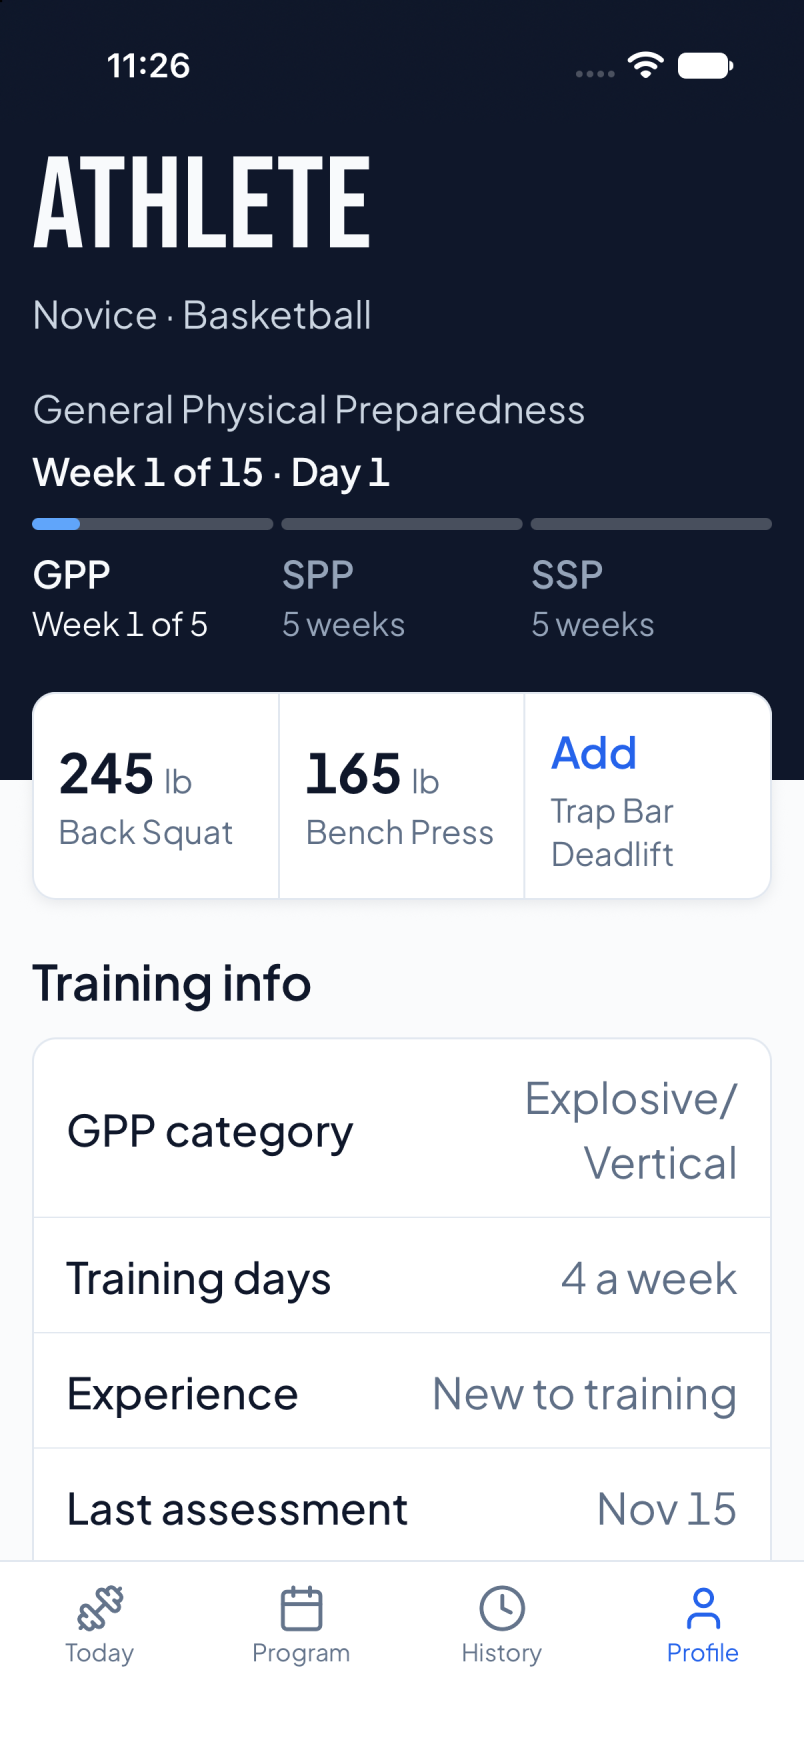 11:26
ATHLETE
Novice · Basketball
General Physical Preparedness
Week 1 of 15 · Day 1
GPP
SPP
SSP
Week 1 of 5
5 weeks
5 weeks
245 lb
Back Squat
165 lb
Bench Press
Add
Trap Bar
Deadlift
Training info
GPP category
Explosive/
Vertical
Training days
4 a week
Experience
New to training
Last assessment
Nov 15
Today
Program
History
Profile